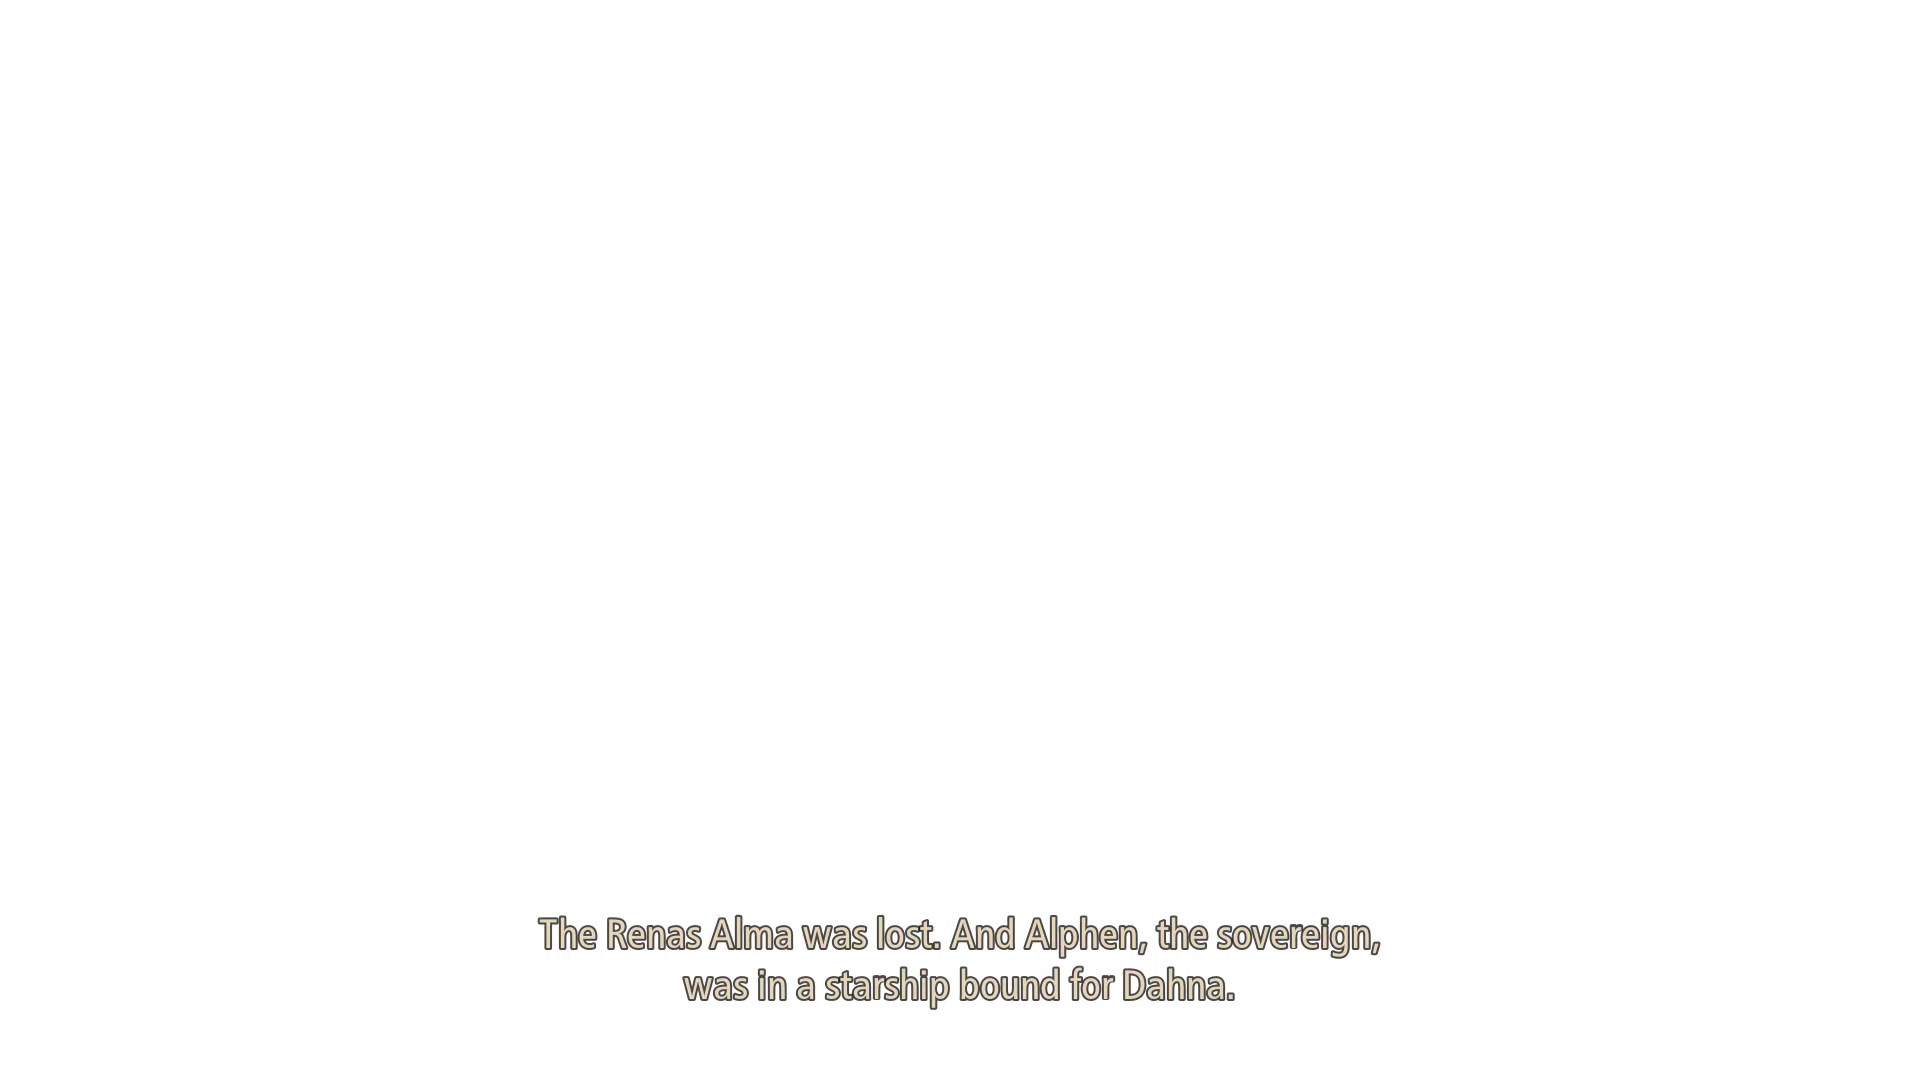 The Renas Alma was lost. And Alphen, the sovereign,
was in a starship bound for Dahna.